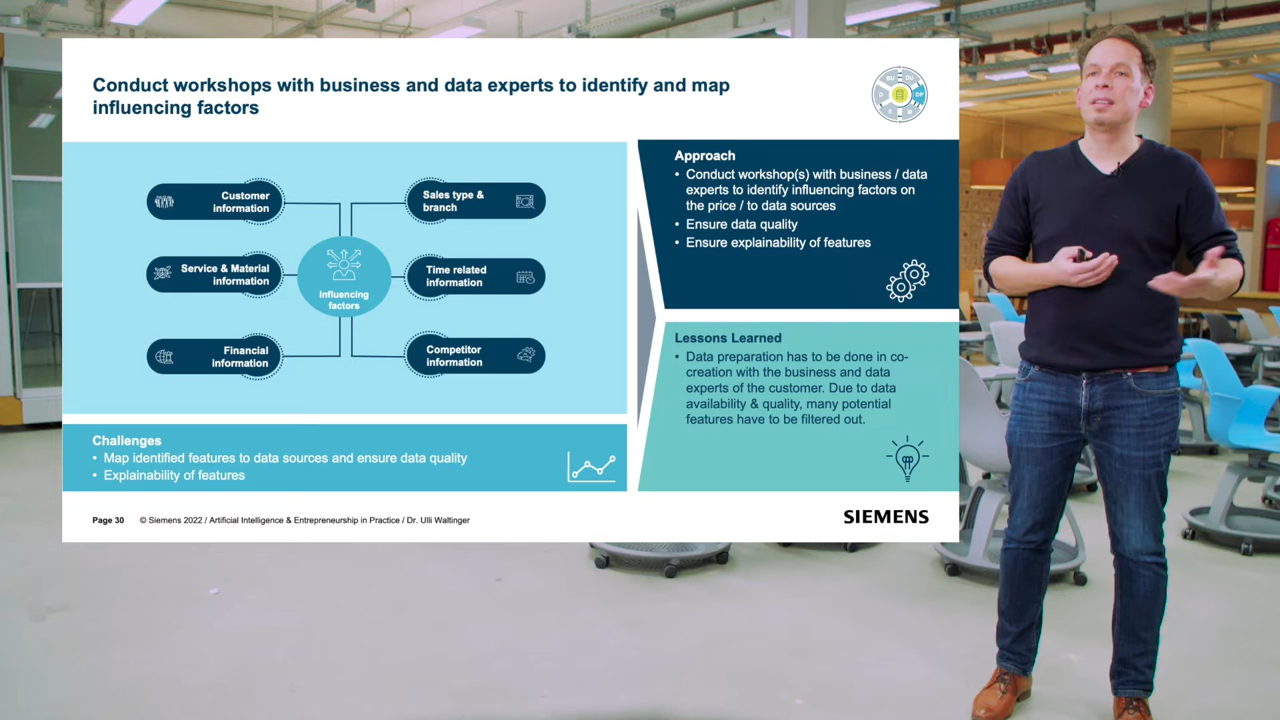 Conduct workshops with business and data experts to identify and map
influencing factors
Customer
information
Service & Material
information
Financial
information
Influencing
factors
Sales type &
branch
Time related
information
Competitor
information
Challenges
• Map identified features to data sources and ensure data quality
• Explainability of features
Approach
• Conduct workshop(s) with business / data
experts to identify influencing factors on
the price / to data sources
• Ensure data quality
• Ensure explainability of features
Lessons Learned
• Data preparation has to be done in co-
creation with the business and data
experts of the customer. Due to data
availability & quality, many potential
features have to be filtered out.
Page 30 © Siemens 2022 / Artificial Intelligence & Entrepreneurship in Practice / Dr. Ulli Waltinger
SIEMENS